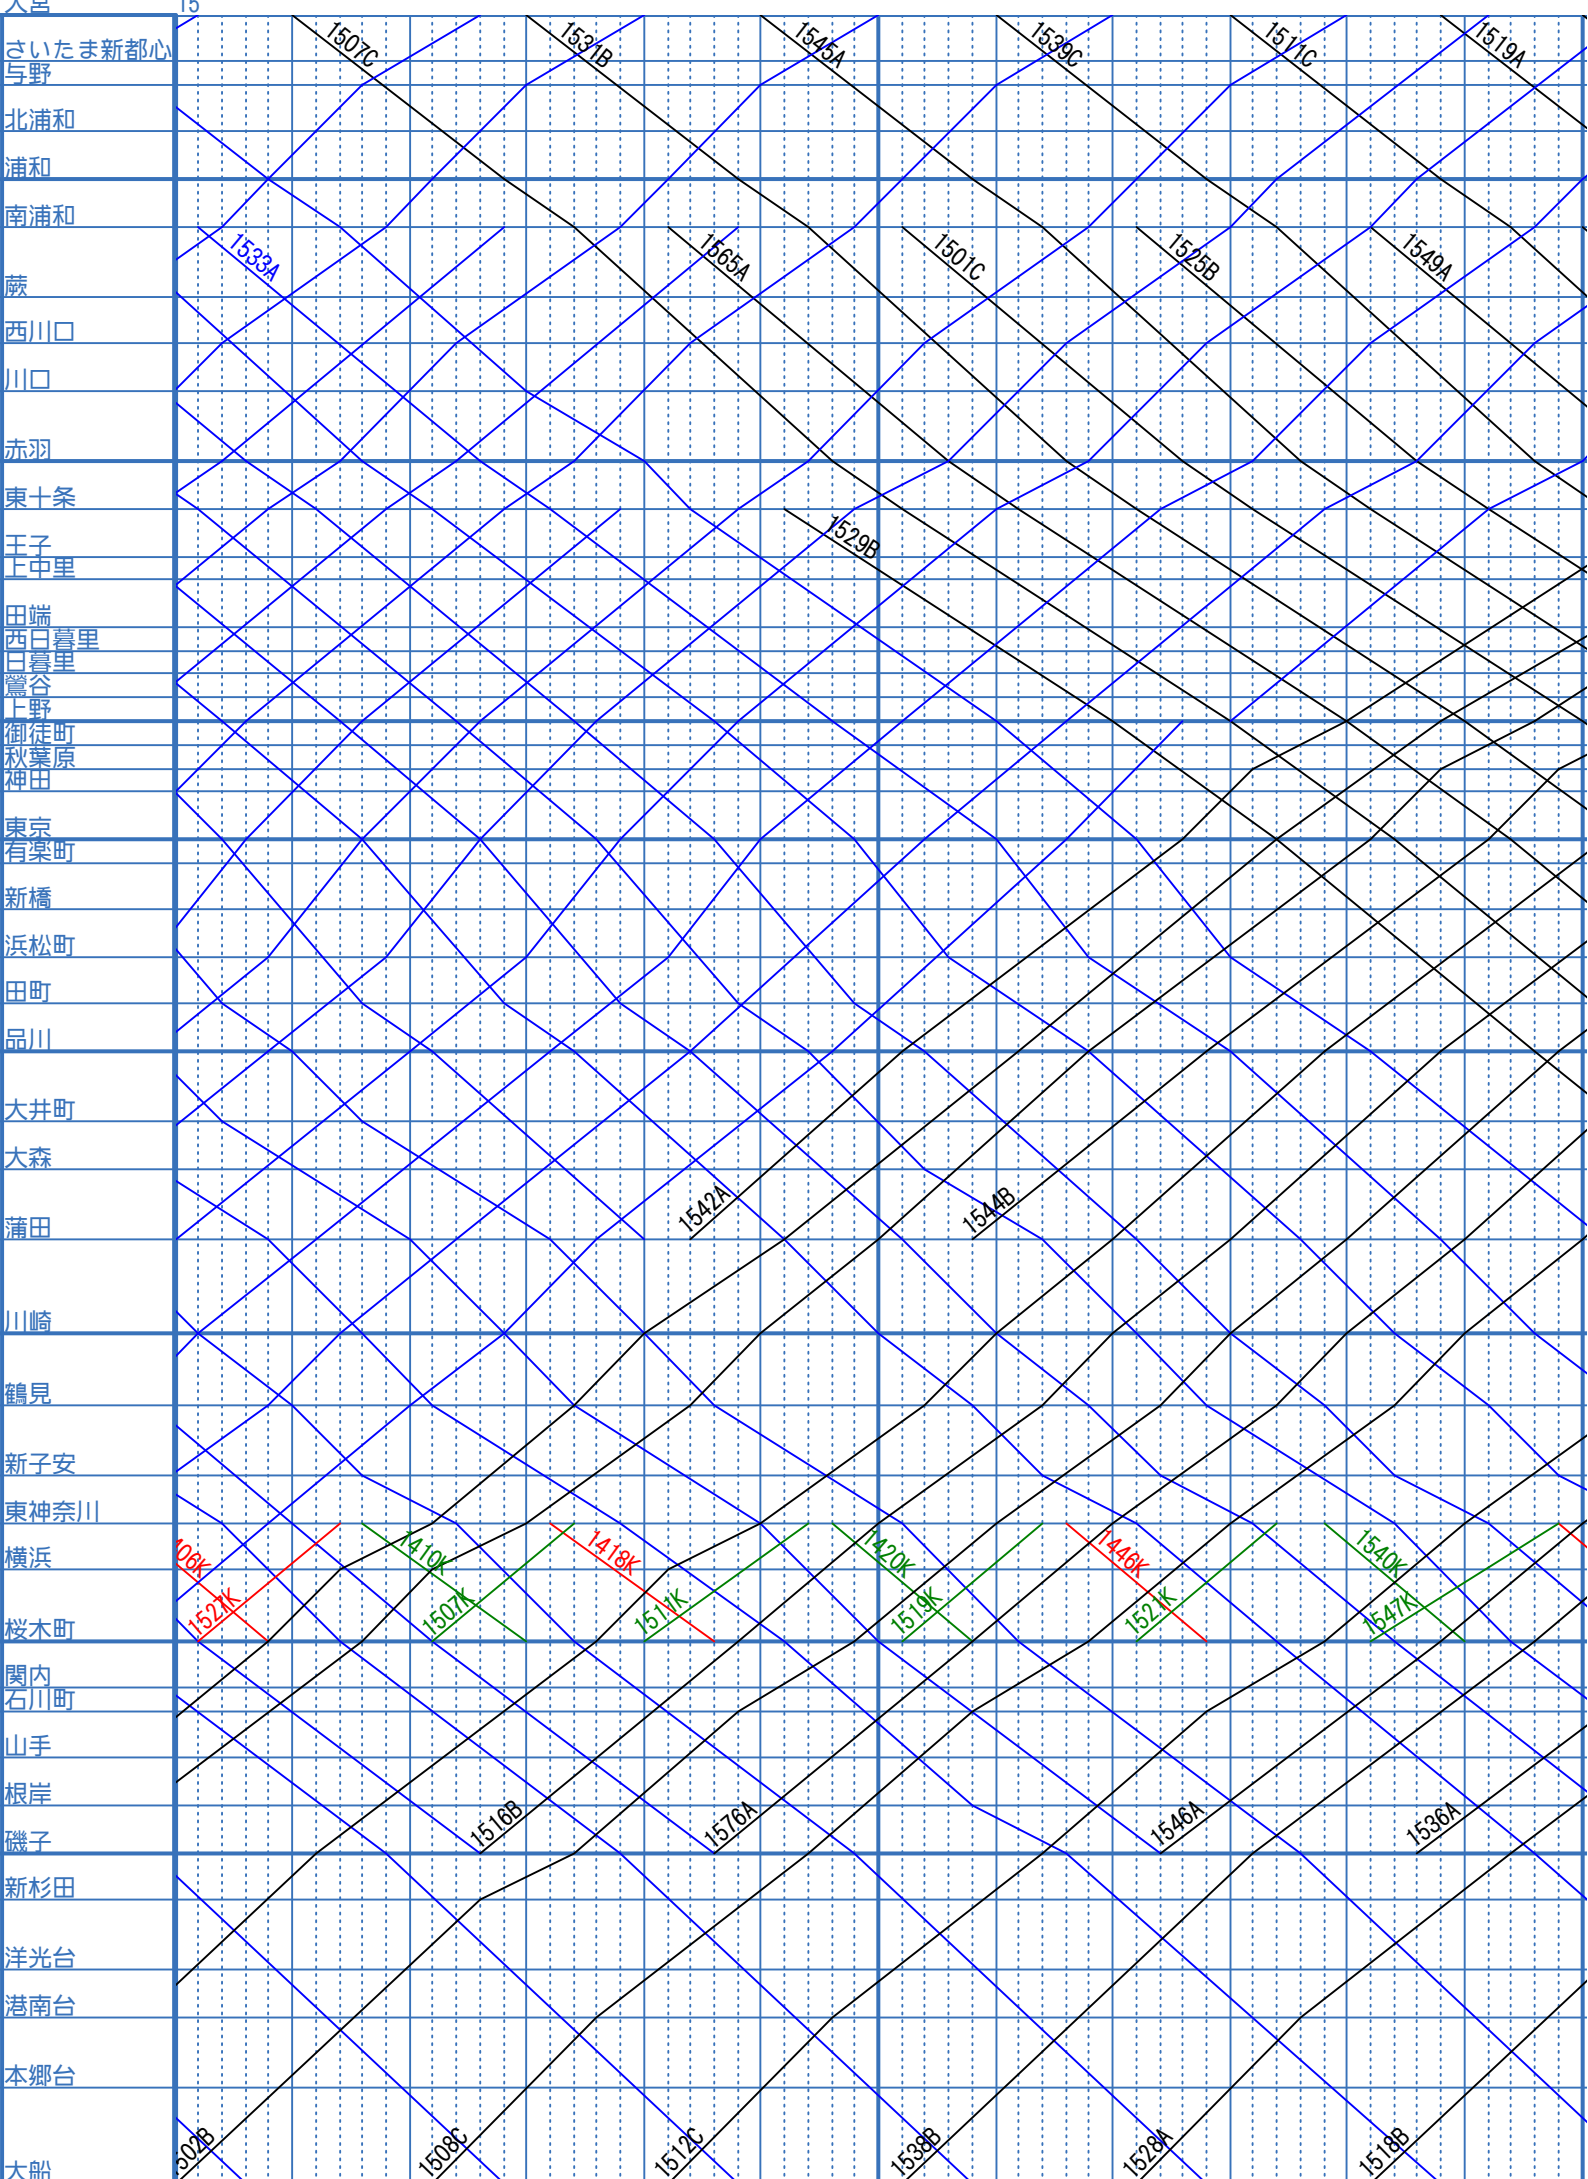 大宮 15
さいたま新都心
与野
北浦和
浦和
南浦和
蕨
西川口
川口
赤羽
東十条
王子
上中里
田端
西日暮里
日暮里
鶯谷
上野
御徒町
秋葉原
神田
東京
有楽町
新橋
浜松町
田町
品川
大井町
大森
蒲田
川崎
鶴見
新子安
東神奈川
横浜
桜木町
関内
石川町
山手
根岸
磯子
新杉田
洋光台
港南台
本郷台
大船
1507C
1531B
1545A
1539C
1511C
1519A
1533A
1565A
1501C
1525B
1549A
1529B
1542A
1544B
406K
1527K
1410K
1507K
1418K
1511K
1420K
1519K
1446K
1521K
1540K
1547K
1516B
1576A
1546A
1536A
502B
1508C
1512C
1538B
1528A
1518B